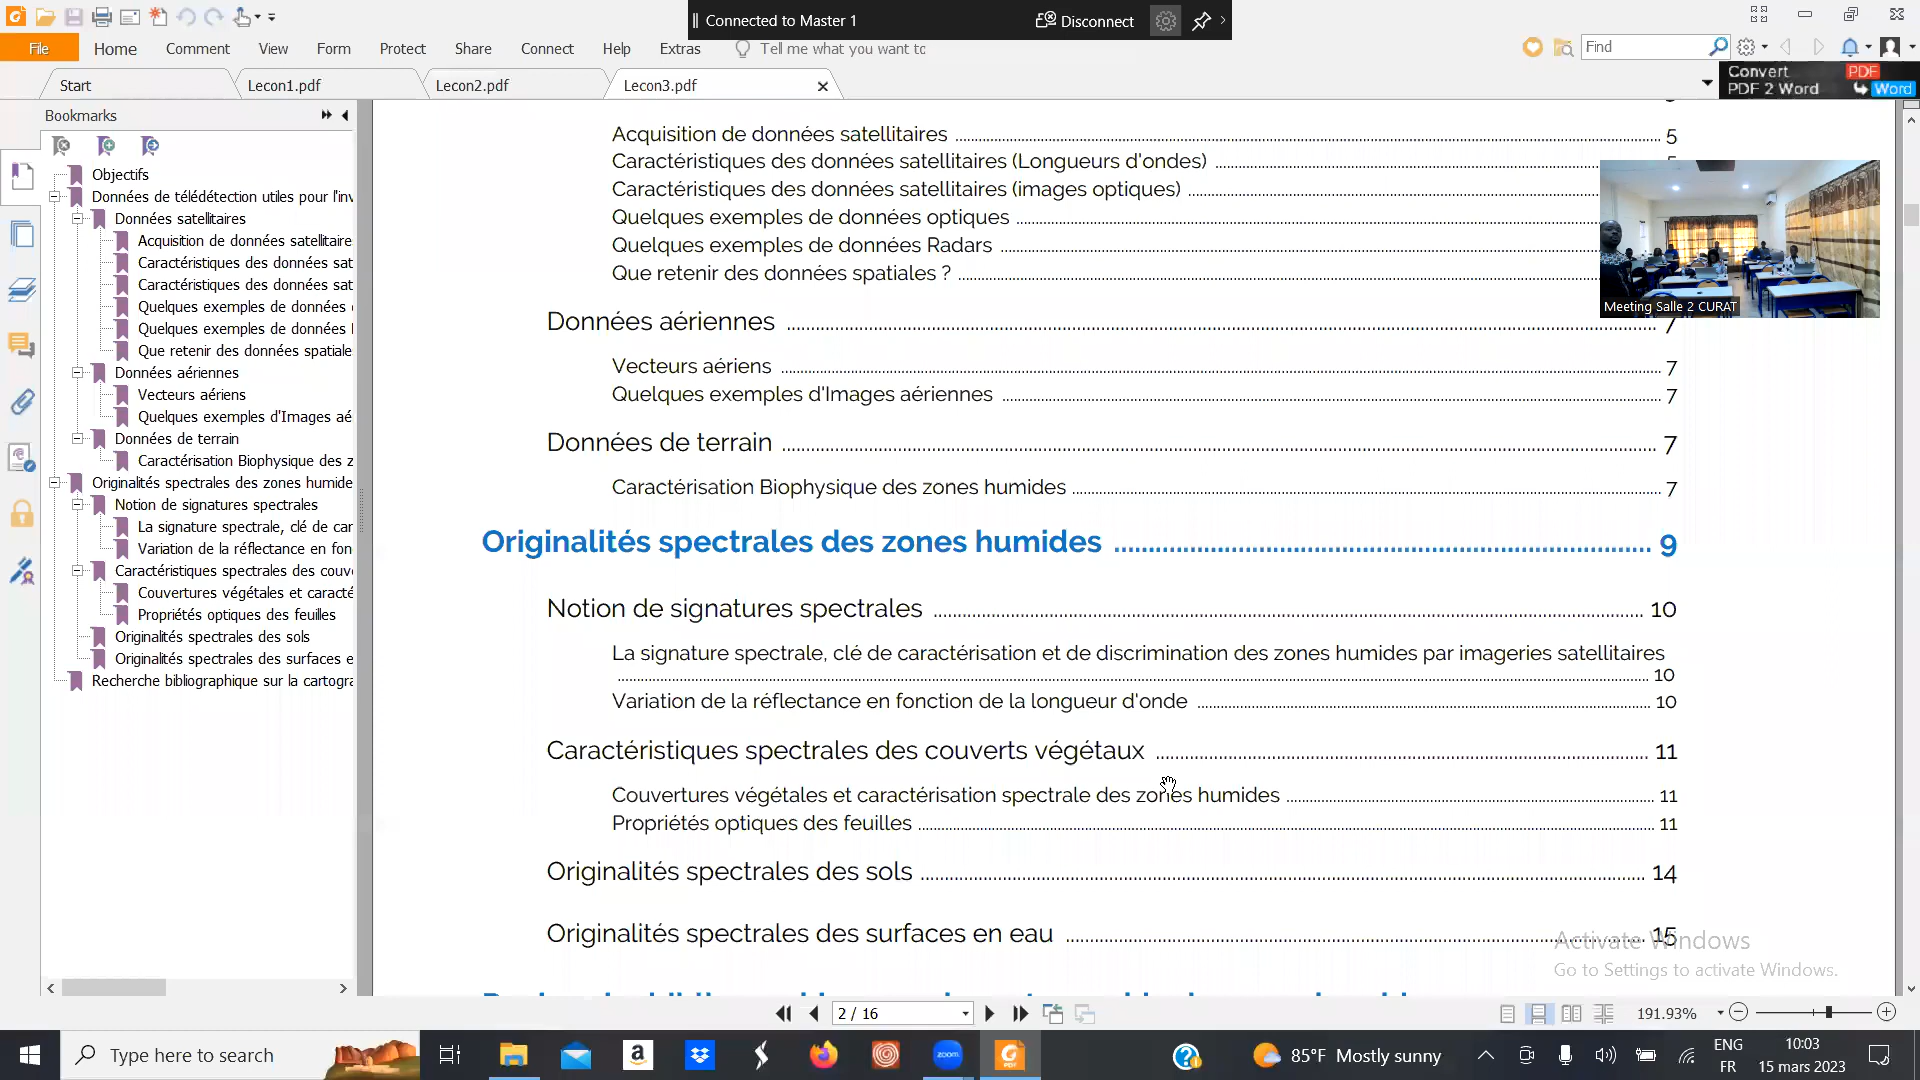 Connected to Master 1
Disconnect
File
Home
Comment
View
Form
Protect
Share
Connect
Help
Extras
Tell me what you want to
Find
Start
Lecon1.pdf
Lecon2.pdf
Lecon3.pdf
Convert PDF
PDF 2 Word Word
Bookmarks
Objectifs
Données de télédétection utiles pour l'inv
Données satellitaires
Acquisition de données satellitaire
Caractéristiques des données sat
Caractéristiques des données sat
Quelques exemples de données
Quelques exemples de données
Que retenir des données spatiale
Données aériennes
Vecteurs aériens
Quelques exemples d'Images aé
Données de terrain
Caractérisation Biophysique des z
Originalités spectrales des zones humide
Notion de signatures spectrales
La signature spectrale, clé de car
Variation de la réflectance en fon
Caractéristiques spectrales des couv
Couvertures végétales et caracté
Propriétés optiques des feuilles
Originalités spectrales des sols
Originalités spectrales des surfaces e
Recherche bibliographique sur la cartogra
Acquisition de données satellitaires 5
Caractéristiques des données satellitaires (Longueurs d'ondes)
Caractéristiques des données satellitaires (images optiques)
Quelques exemples de données optiques
Quelques exemples de données Radars
Que retenir des données spatiales ?
Meeting Salle 2 CURAT
Données aériennes 7
Vecteurs aériens 7
Quelques exemples d'Images aériennes 7
Données de terrain 7
Caractérisation Biophysique des zones humides 7
Originalités spectrales des zones humides 9
Notion de signatures spectrales 10
La signature spectrale, clé de caractérisation et de discrimination des zones humides par imageries satellitaires
10
Variation de la réflectance en fonction de la longueur d'onde 10
Caractéristiques spectrales des couverts végétaux 11
Couvertures végétales et caractérisation spectrale des zones humides 11
Propriétés optiques des feuilles 11
Originalités spectrales des sols 14
Originalités spectrales des surfaces en eau 15
Activate Windows
Go to Settings to activate Windows.
2 / 16
191.93%
Type here to search
zoom
85°F Mostly sunny
ENG
FR
10:03
15 mars 2023